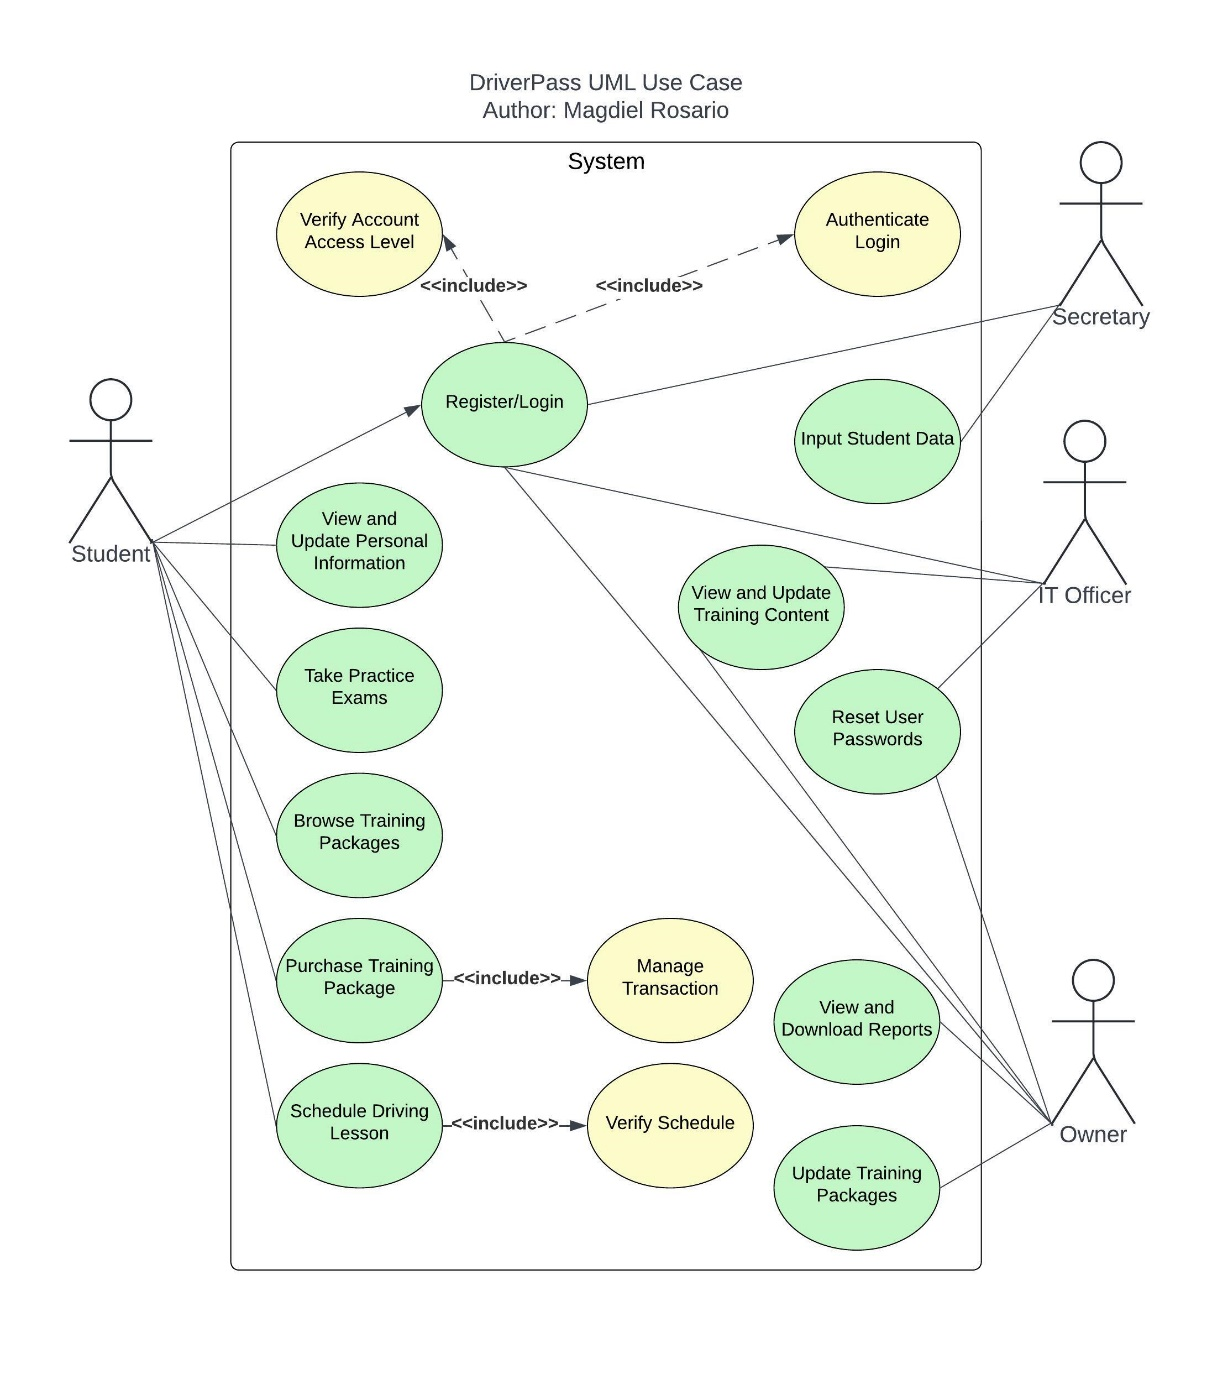 DriverPass UML Use Case
Author: Magdiel Rosario
System
Verify Account
Access Level
Authenticate
Login
<<include>>
<<include>>
Secretary
Register/Login
Input Student Data
Student
View and
Update Personal
Information
IT Officer
View and Update
Training Content
Take Practice
Exams
Reset User
Passwords
Browse Training
Packages
Purchase Training
Package
<<include>>
Manage
Transaction
View and
Download Reports
Schedule Driving
Lesson
<<include>>
Verify Schedule
Owner
Update Training
Packages